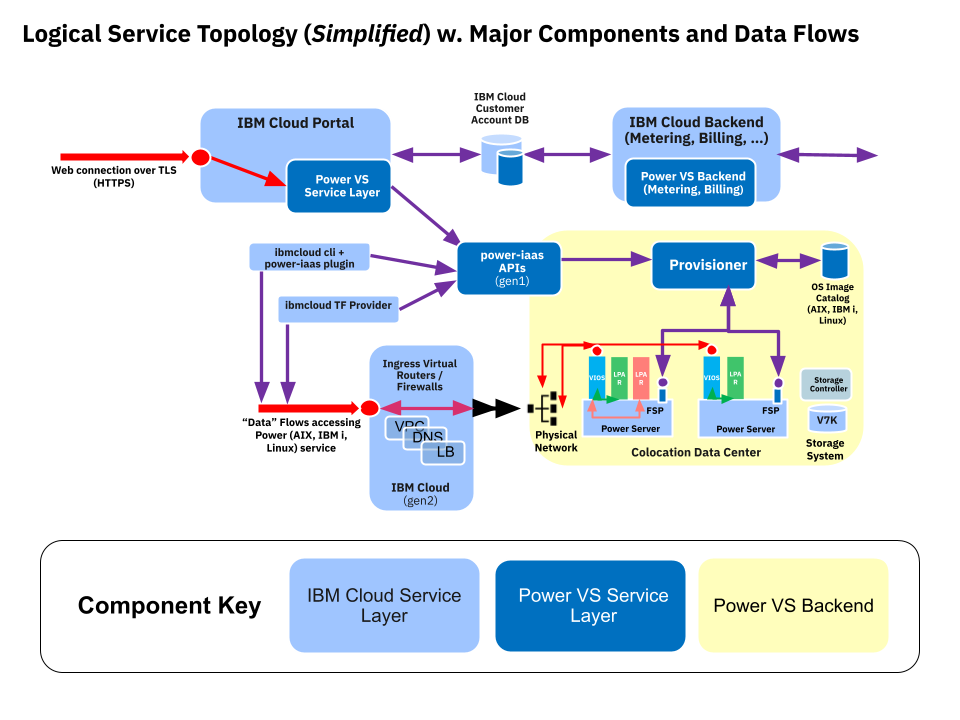 Logical Service Topology (Simplified) w. Major Components and Data Flows
IBM Cloud Portal
IBM Cloud
Customer
Account DB
IBM Cloud Backend
(Metering, Billing, ...)
Web connection over TLS
(HTTPS)
Power VS
Service Layer
Power VS Backend
(Metering, Billing)
ibmcloud cli +
power-iaas plugin
power-iaas
APIs
(gen1)
Provisioner
OS Image
Catalog
(AIX, IBM i,
Linux)
ibmcloud TF Provider
Ingress Virtual
Routers /
Firewalls
"Data" Flows accessing
Power (AIX, IBM i,
Linux) service
VPC
DNS
LB
IBM Cloud
(gen2)
Physical
Network
VIOS
LPA
R
LPA
R
FSP
Power Server
VIOS
LPA
R
FSP
Power Server
Storage
Controller
V7K
Storage
System
Colocation Data Center
Component Key
IBM Cloud Service
Layer
Power VS Service
Layer
Power VS Backend